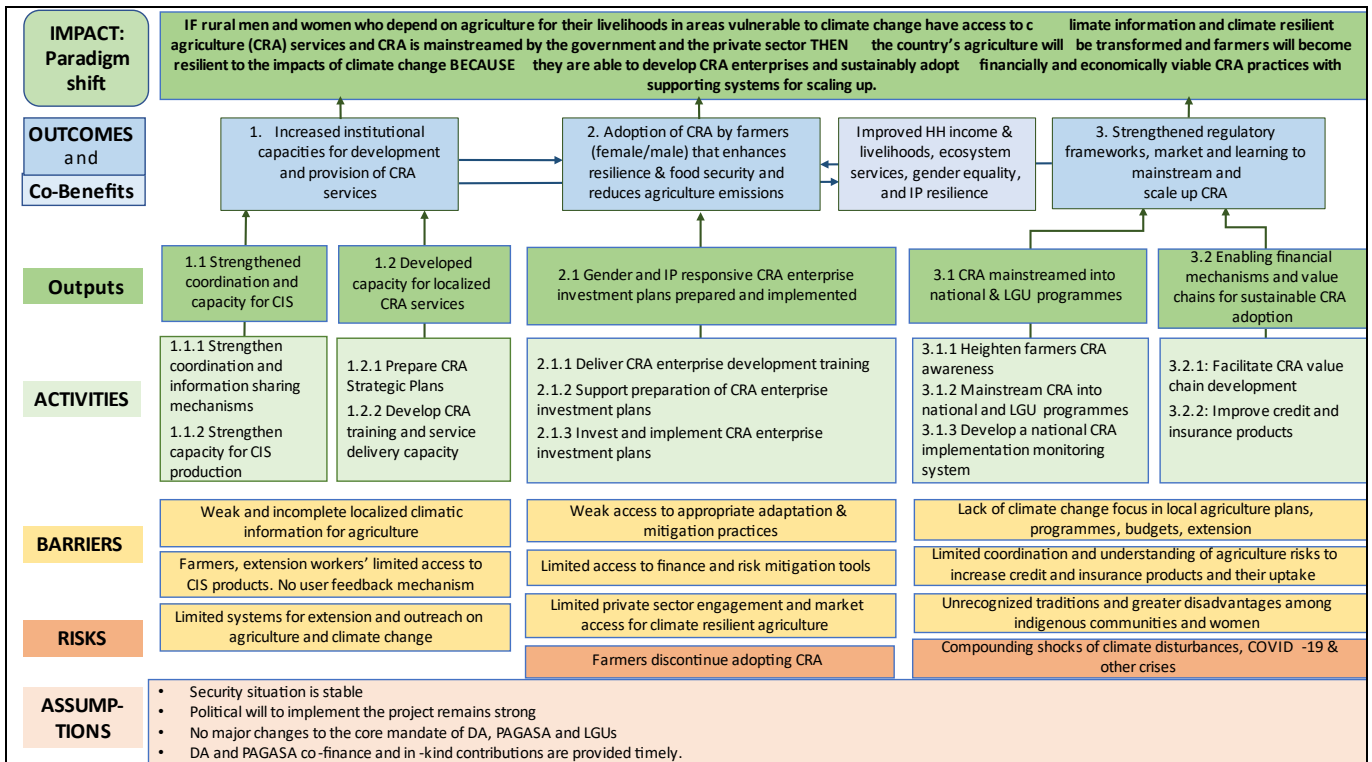 IMPACT:
Paradigm
shift
IF rural men and women who depend on agriculture for their livelihoods in areas vulnerable to climate change have access to c limate information and climate resilient
agriculture (CRA) services and CRA is mainstreamed by the government and the private sector THEN the country's agriculture will be transformed and farmers will become
resilient to the impacts of climate change BECAUSE they are able to develop CRA enterprises and sustainably adopt financially and economically viable CRA practices with
supporting systems for scaling up.
OUTCOMES
and
Co-Benefits
1. Increased institutional
capacities for development
and provision of CRA
services
2. Adoption of CRA by farmers
(female/male) that enhances
resilience & food security and
reduces agriculture emissions
Improved HH income &
livelihoods, ecosystem
services, gender equality,
and IP resilience
3. Strengthened regulatory
frameworks, market and learning to
mainstream and
scale up CRA
Outputs
1.1 Strengthened
coordination and
capacity for CIS
1.2 Developed
capacity for localized
CRA services
2.1 Gender and IP responsive CRA enterprise
investment plans prepared and implemented
3.1 CRA mainstreamed into
national & LGU programmes
3.2 Enabling financial
mechanisms and value
chains for sustainable CRA
adoption
ACTIVITIES
1.1.1 Strengthen
coordination and
information sharing
mechanisms
1.1.2 Strengthen
capacity for CIS
production
1.2.1 Prepare CRA
Strategic Plans
1.2.2 Develop CRA
training and service
delivery capacity
2.1.1 Deliver CRA enterprise development training
2.1.2 Support preparation of CRA enterprise
investment plans
2.1.3 Invest and implement CRA enterprise
investment plans
3.1.1 Heighten farmers CRA
awareness
3.1.2 Mainstream CRA into
national and LGU programmes
3.1.3 Develop a national CRA
implementation monitoring
system
3.2.1: Facilitate CRA value
chain development
3.2.2: Improve credit and
insurance products
BARRIERS
Weak and incomplete localized climatic
information for agriculture
Farmers, extension workers' limited access to
CIS products. No user feedback mechanism
Limited systems for extension and outreach on
agriculture and climate change
Weak access to appropriate adaptation &
mitigation practices
Limited access to finance and risk mitigation tools
Limited private sector engagement and market
access for climate resilient agriculture
Lack of climate change focus in local agriculture plans,
programmes, budgets, extension
Limited coordination and understanding of agriculture risks to
increase credit and insurance products and their uptake
Unrecognized traditions and greater disadvantages among
indigenous communities and women
RISKS
Farmers discontinue adopting CRA
Compounding shocks of climate disturbances, COVID -19 &
other crises
ASSUMP-
TIONS
• Security situation is stable
• Political will to implement the project remains strong
• No major changes to the core mandate of DA, PAGASA and LGUs
• DA and PAGASA co -finance and in -kind contributions are provided timely.